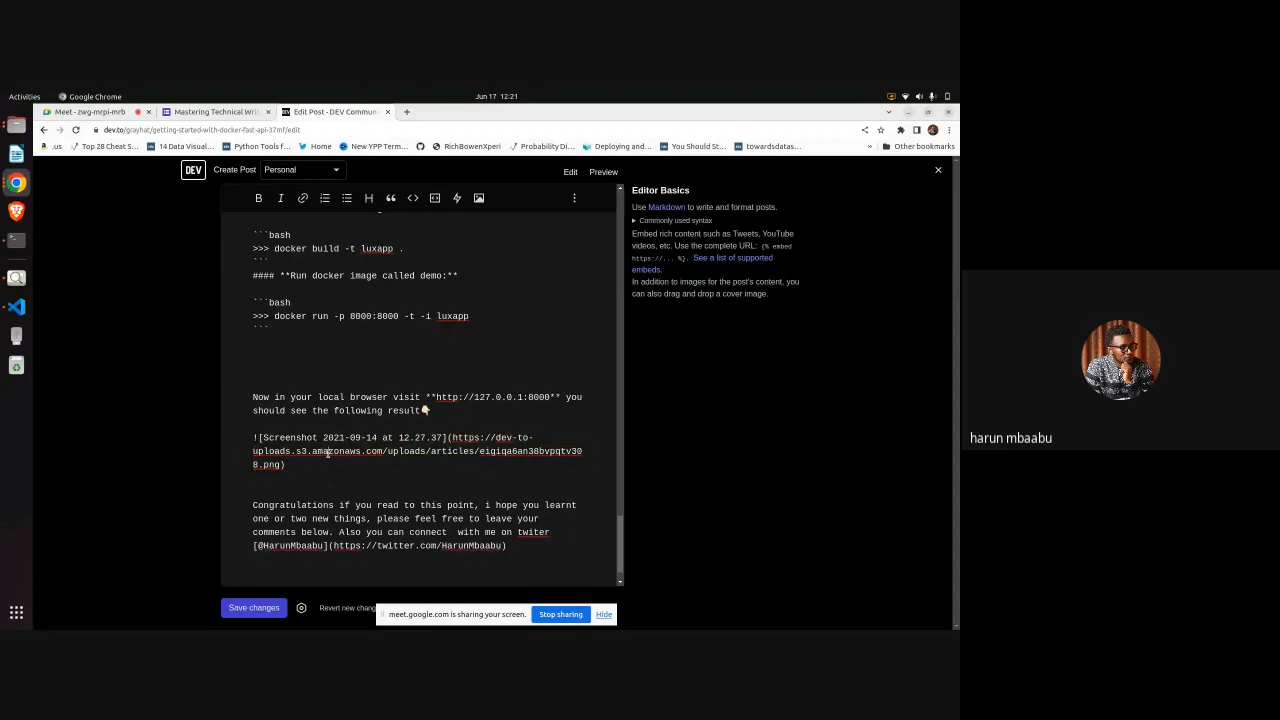 Activities Google Chrome Jun 17 12:21
Meet - zwg-mrpi-mrb Mastering Technical Writ Edit Post - DEV Commun
dev.to/grayhat/getting-started-with-docker-fast-api-37mf/edit
.us Top 28 Cheat S... 14 Data Visual... Python Tools f... Home New YPP Term... RichBowenXperi Probability Di... Deploying and... You Should St... towardsdatas... » Other bookmarks
DEV Create Post Personal Edit Preview
```bash
>>> docker build -t luxapp .
```
#### **Run docker image called demo:**
```bash
>>> docker run -p 8000:8000 -t -i luxapp
```
Now in your local browser visit **http://127.0.0.1:8000** you
should see the following result👇🏻
![Screenshot 2021-09-14 at 12.27.37](https://dev-to-
uploads.s3.amazonaws.com/uploads/articles/eigiqa6an38bvpqtv30
8.png)
Congratulations if you read to this point, i hope you learnt
one or two new things, please feel free to leave your
comments below. Also you can connect  with me on twiter
[@HarunMbaabu](https://twitter.com/HarunMbaabu)
Save changes Revert new chang
meet.google.com is sharing your screen. Stop sharing Hide
Editor Basics
Use Markdown to write and format posts.
Commonly used syntax
Embed rich content such as Tweets, YouTube
videos, etc. Use the complete URL: {% embed
https://... %}. See a list of supported
embeds.
In addition to images for the post's content, you
can also drag and drop a cover image.
harun mbaabu